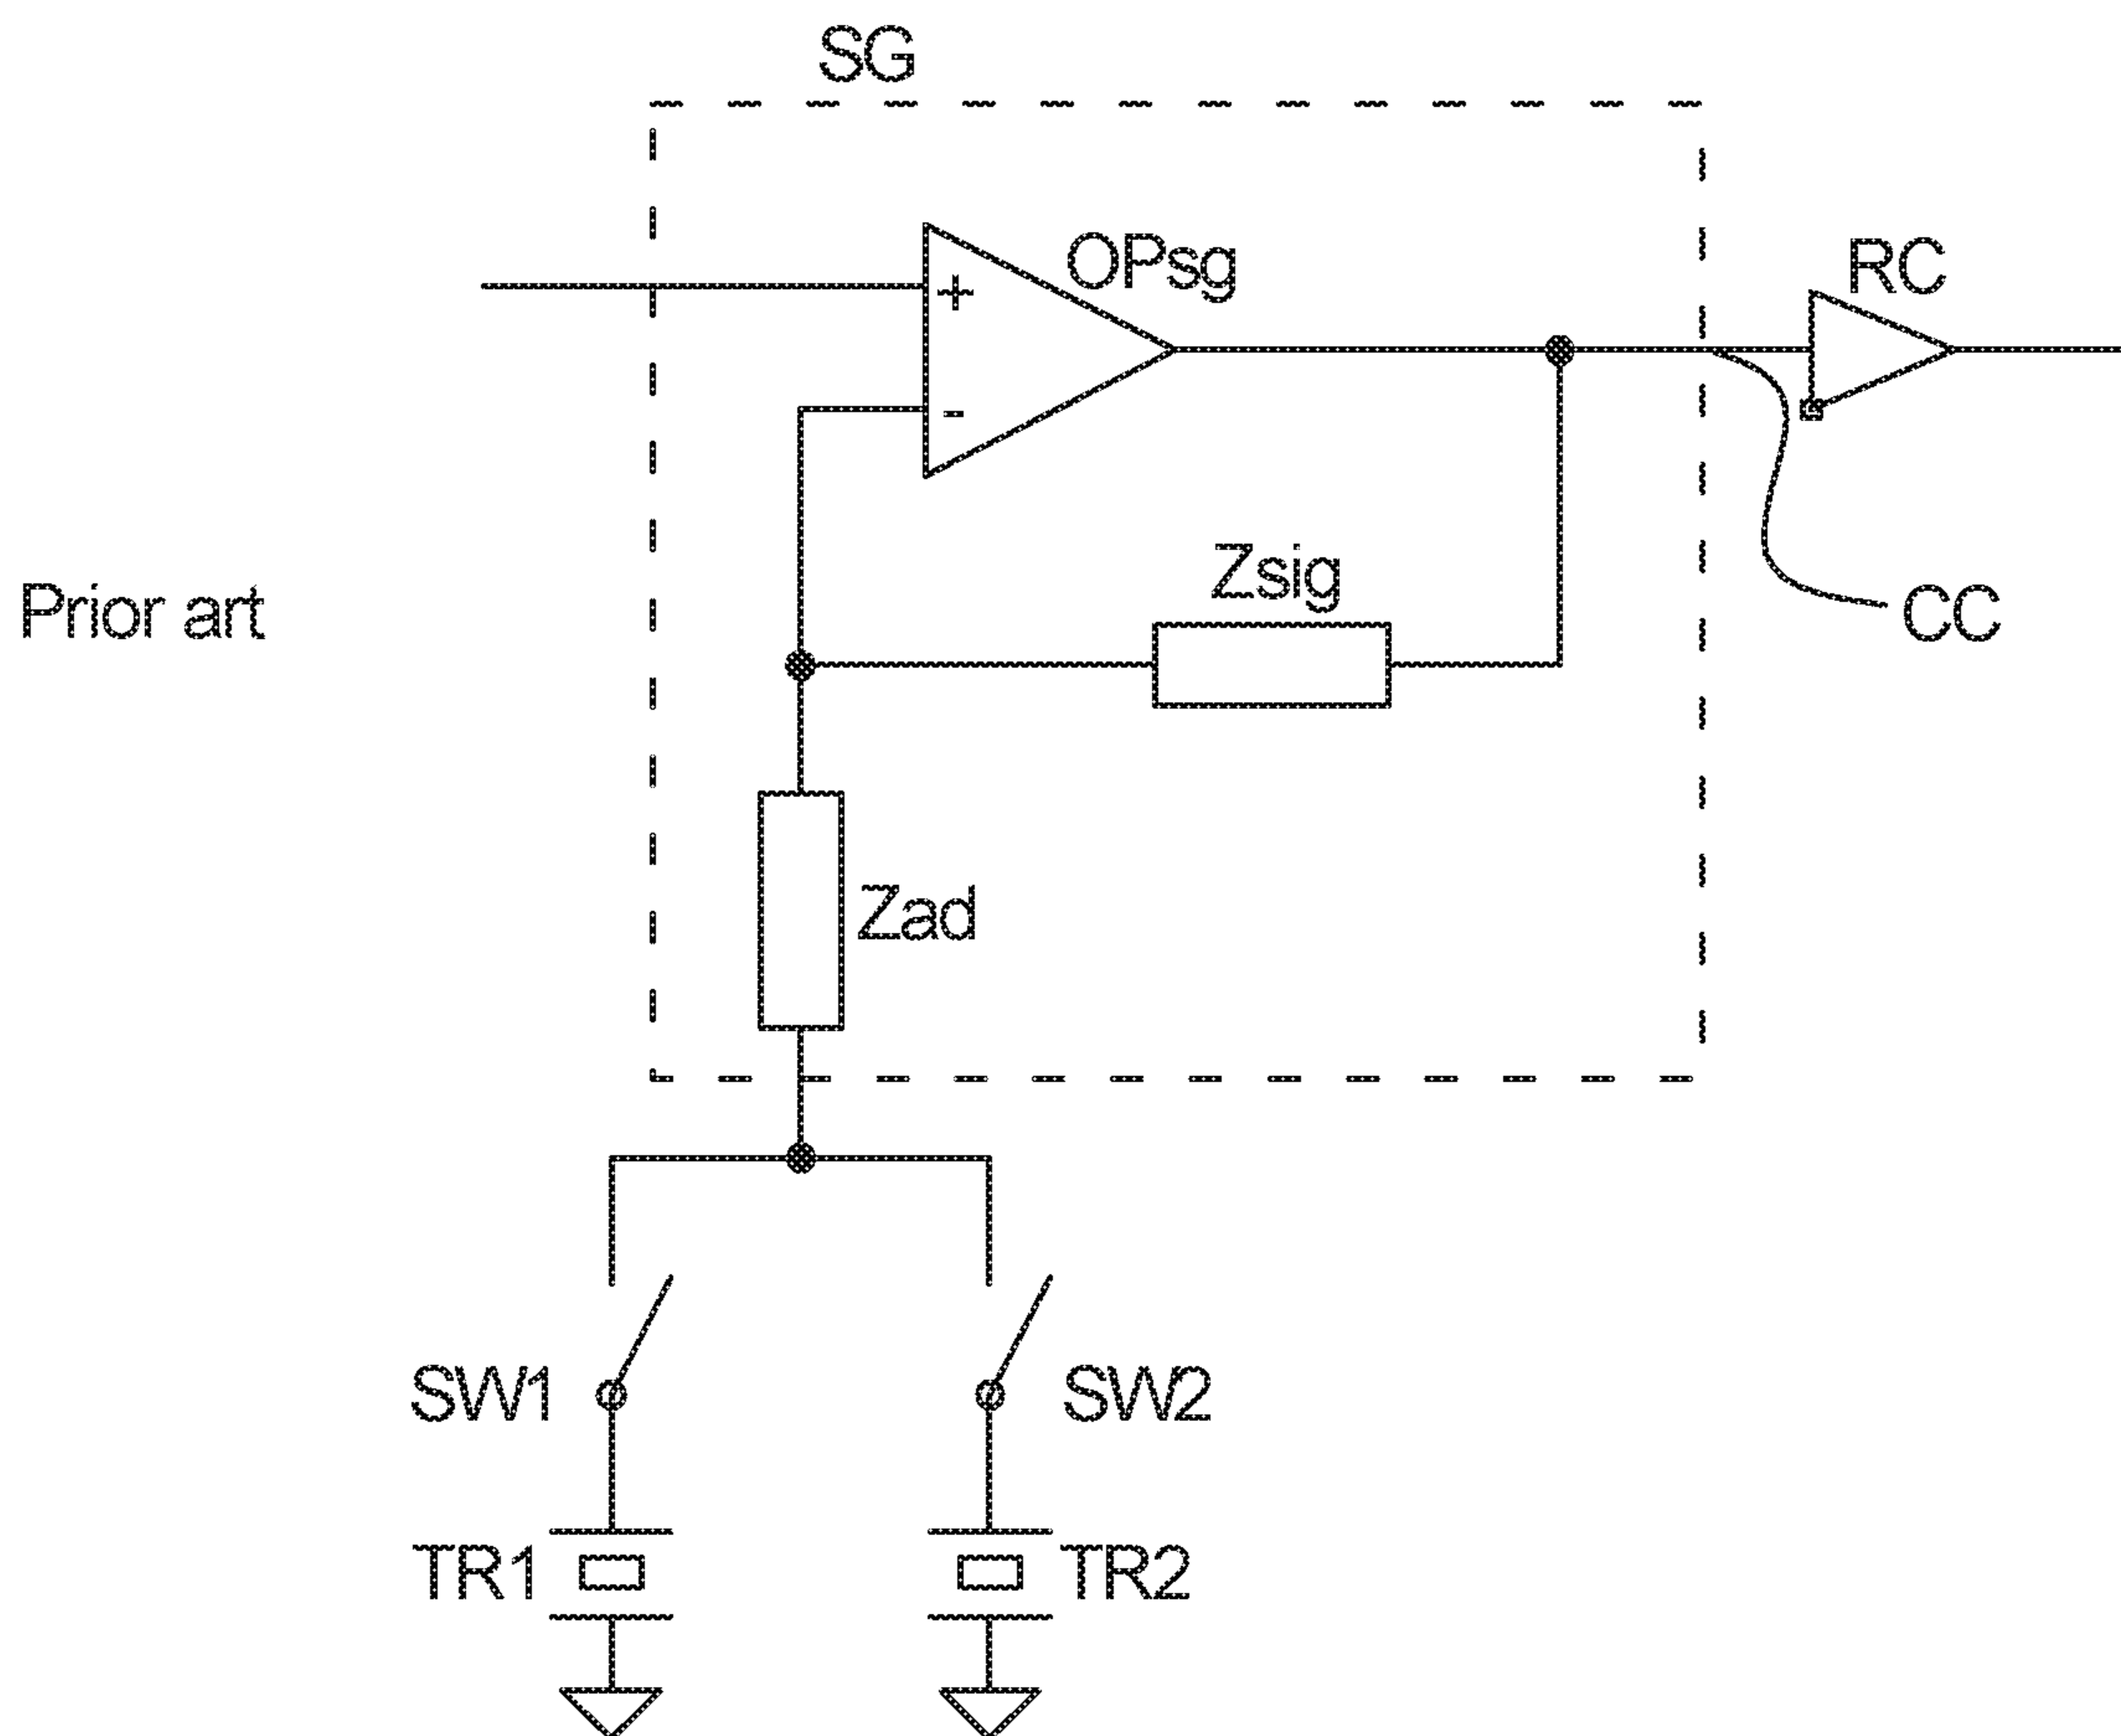 SG
OPsg
RC
+
-
Zsig
CC
Prior art
Zad
SW1
SW2
TR1
TR2